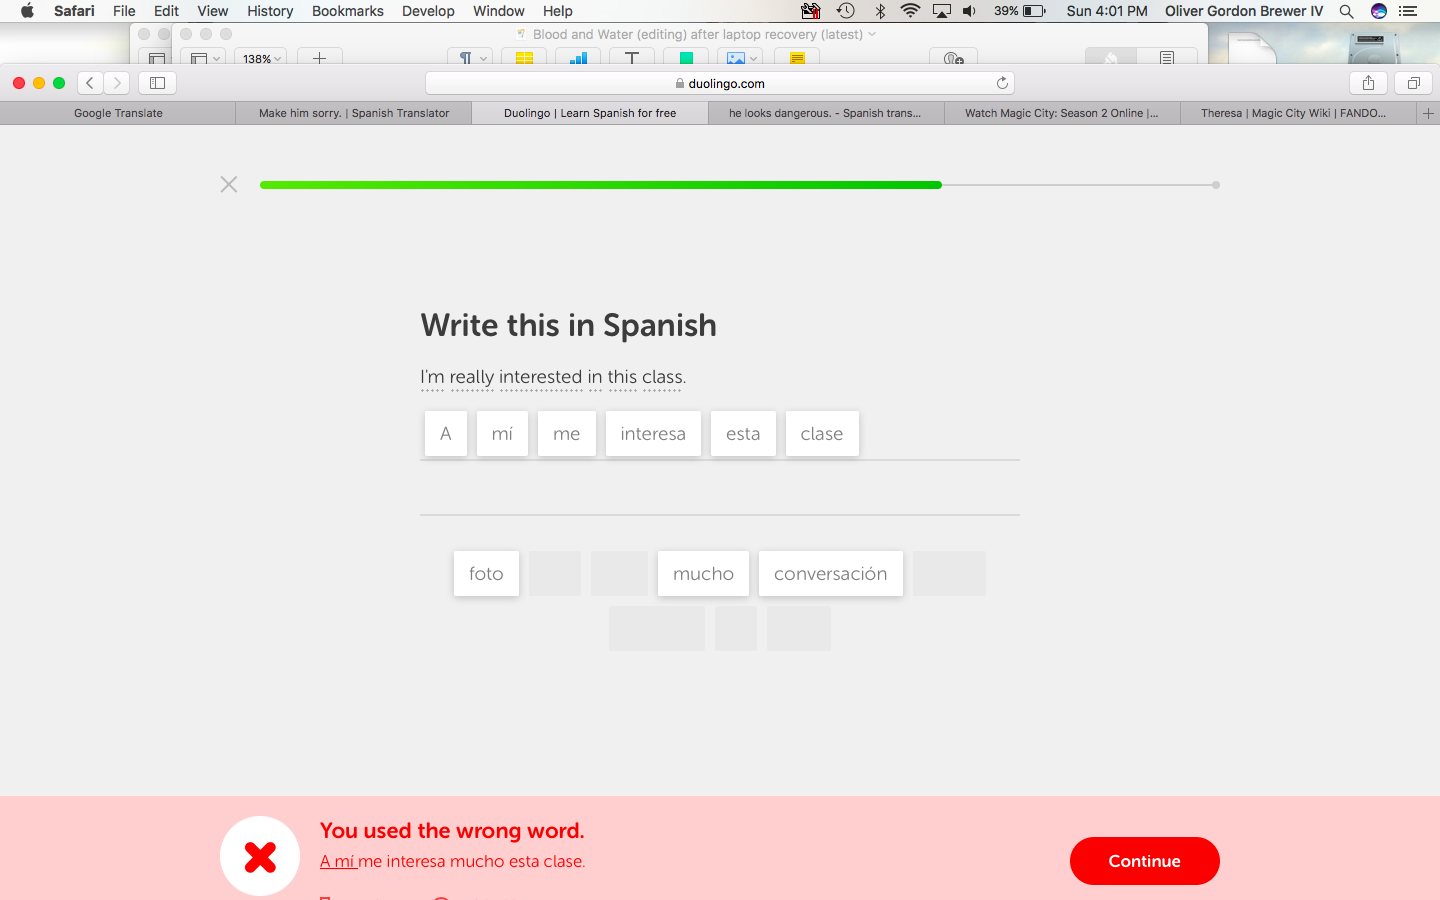 Safari File Edit View History Bookmarks Develop Window Help 39% Sun 4:01 PM Oliver Gordon Brewer IV
Blood and Water (editing) after laptop recovery (latest)
138%
duolingo.com
Google Translate Make him sorry. | Spanish Translator Duolingo | Learn Spanish for free he looks dangerous. - Spanish trans... Watch Magic City: Season 2 Online |... Theresa | Magic City Wiki | FANDO...
Write this in Spanish
I'm really interested in this class.
A mí me interesa esta clase
foto mucho conversación
You used the wrong word.
A mí me interesa mucho esta clase.
Continue